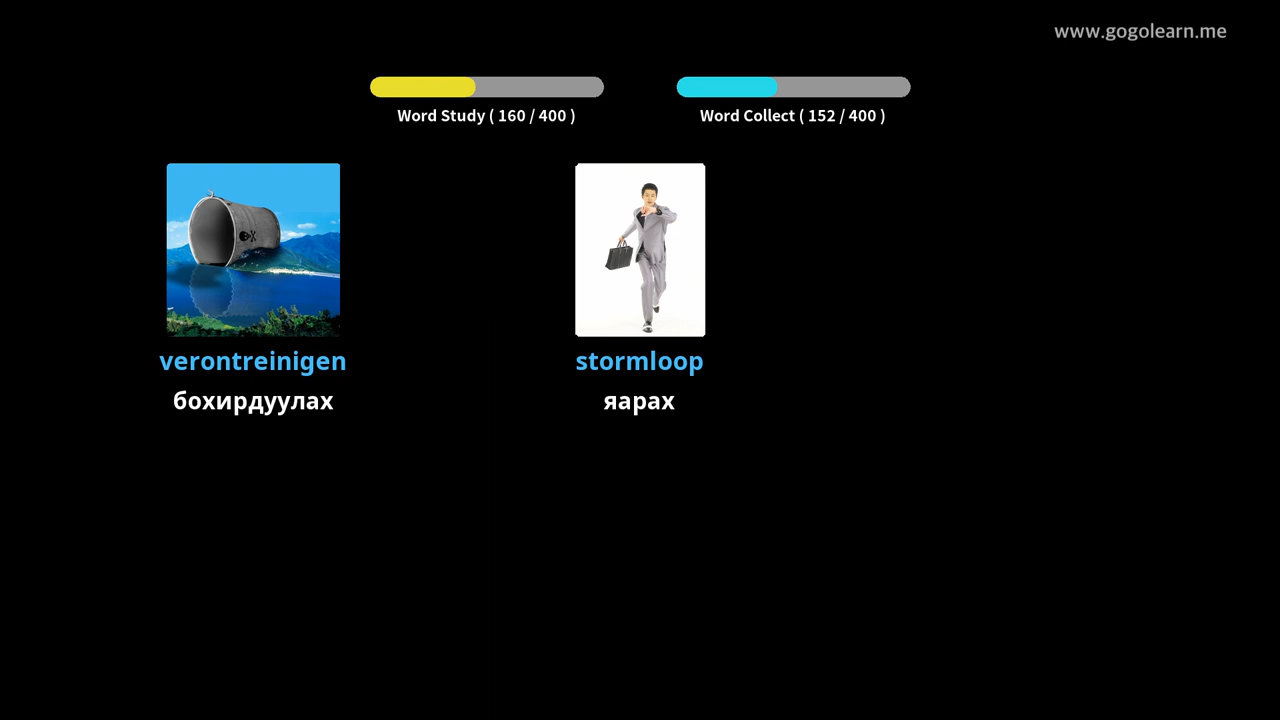 www.gogolearn.me
Word Study ( 160 / 400 )
Word Collect ( 152 / 400 )
verontreinigen
бохирдуулах
stormloop
яарах